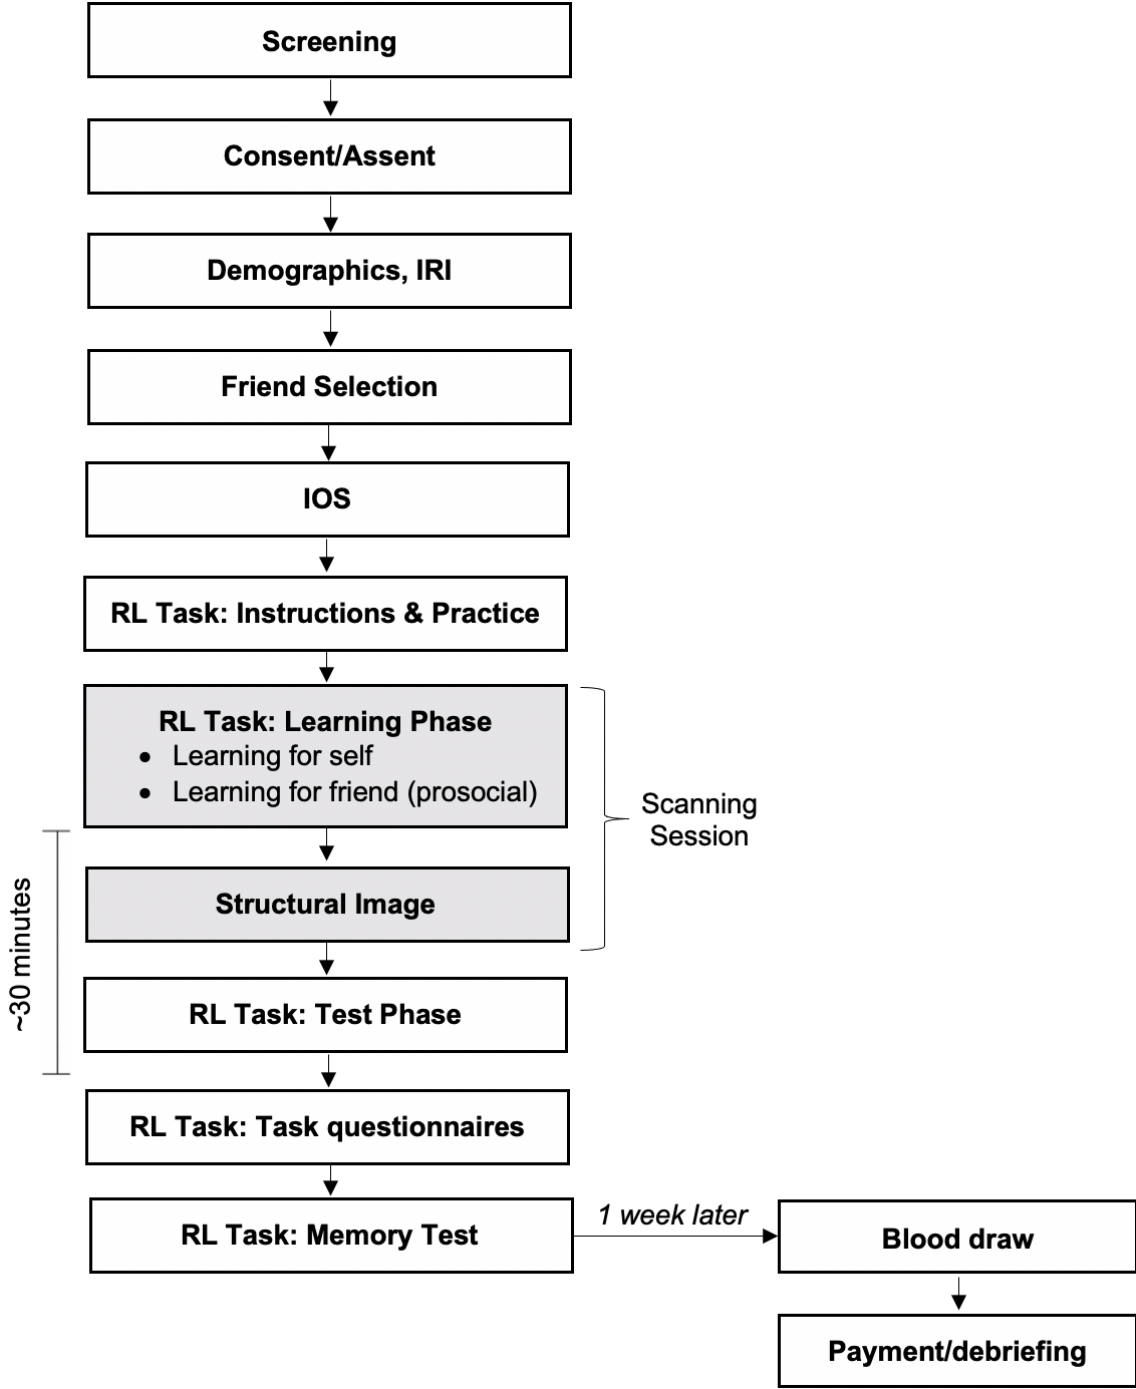 Screening
Consent/Assent
Demographics, IRI
Friend Selection
IOS
RL Task: Instructions & Practice
RL Task: Learning Phase
• Learning for self
• Learning for friend (prosocial)
Scanning
Session
Structural Image
~30 minutes
RL Task: Test Phase
RL Task: Task questionnaires
RL Task: Memory Test
1 week later
Blood draw
Payment/debriefing